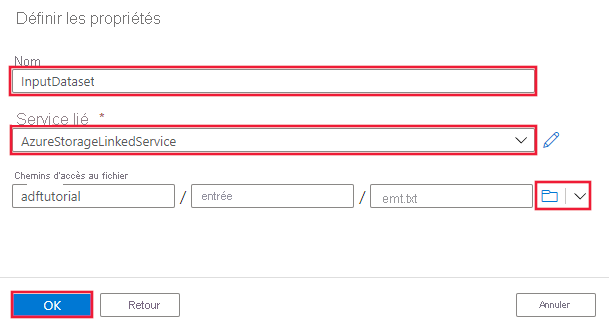 Définir les propriétés
Nom
InputDataset
Service lié *
AzureStorageLinkedService
Chemins d'accès au fichier
adftutorial / entrée / emt.txt
OK Retour Annuler